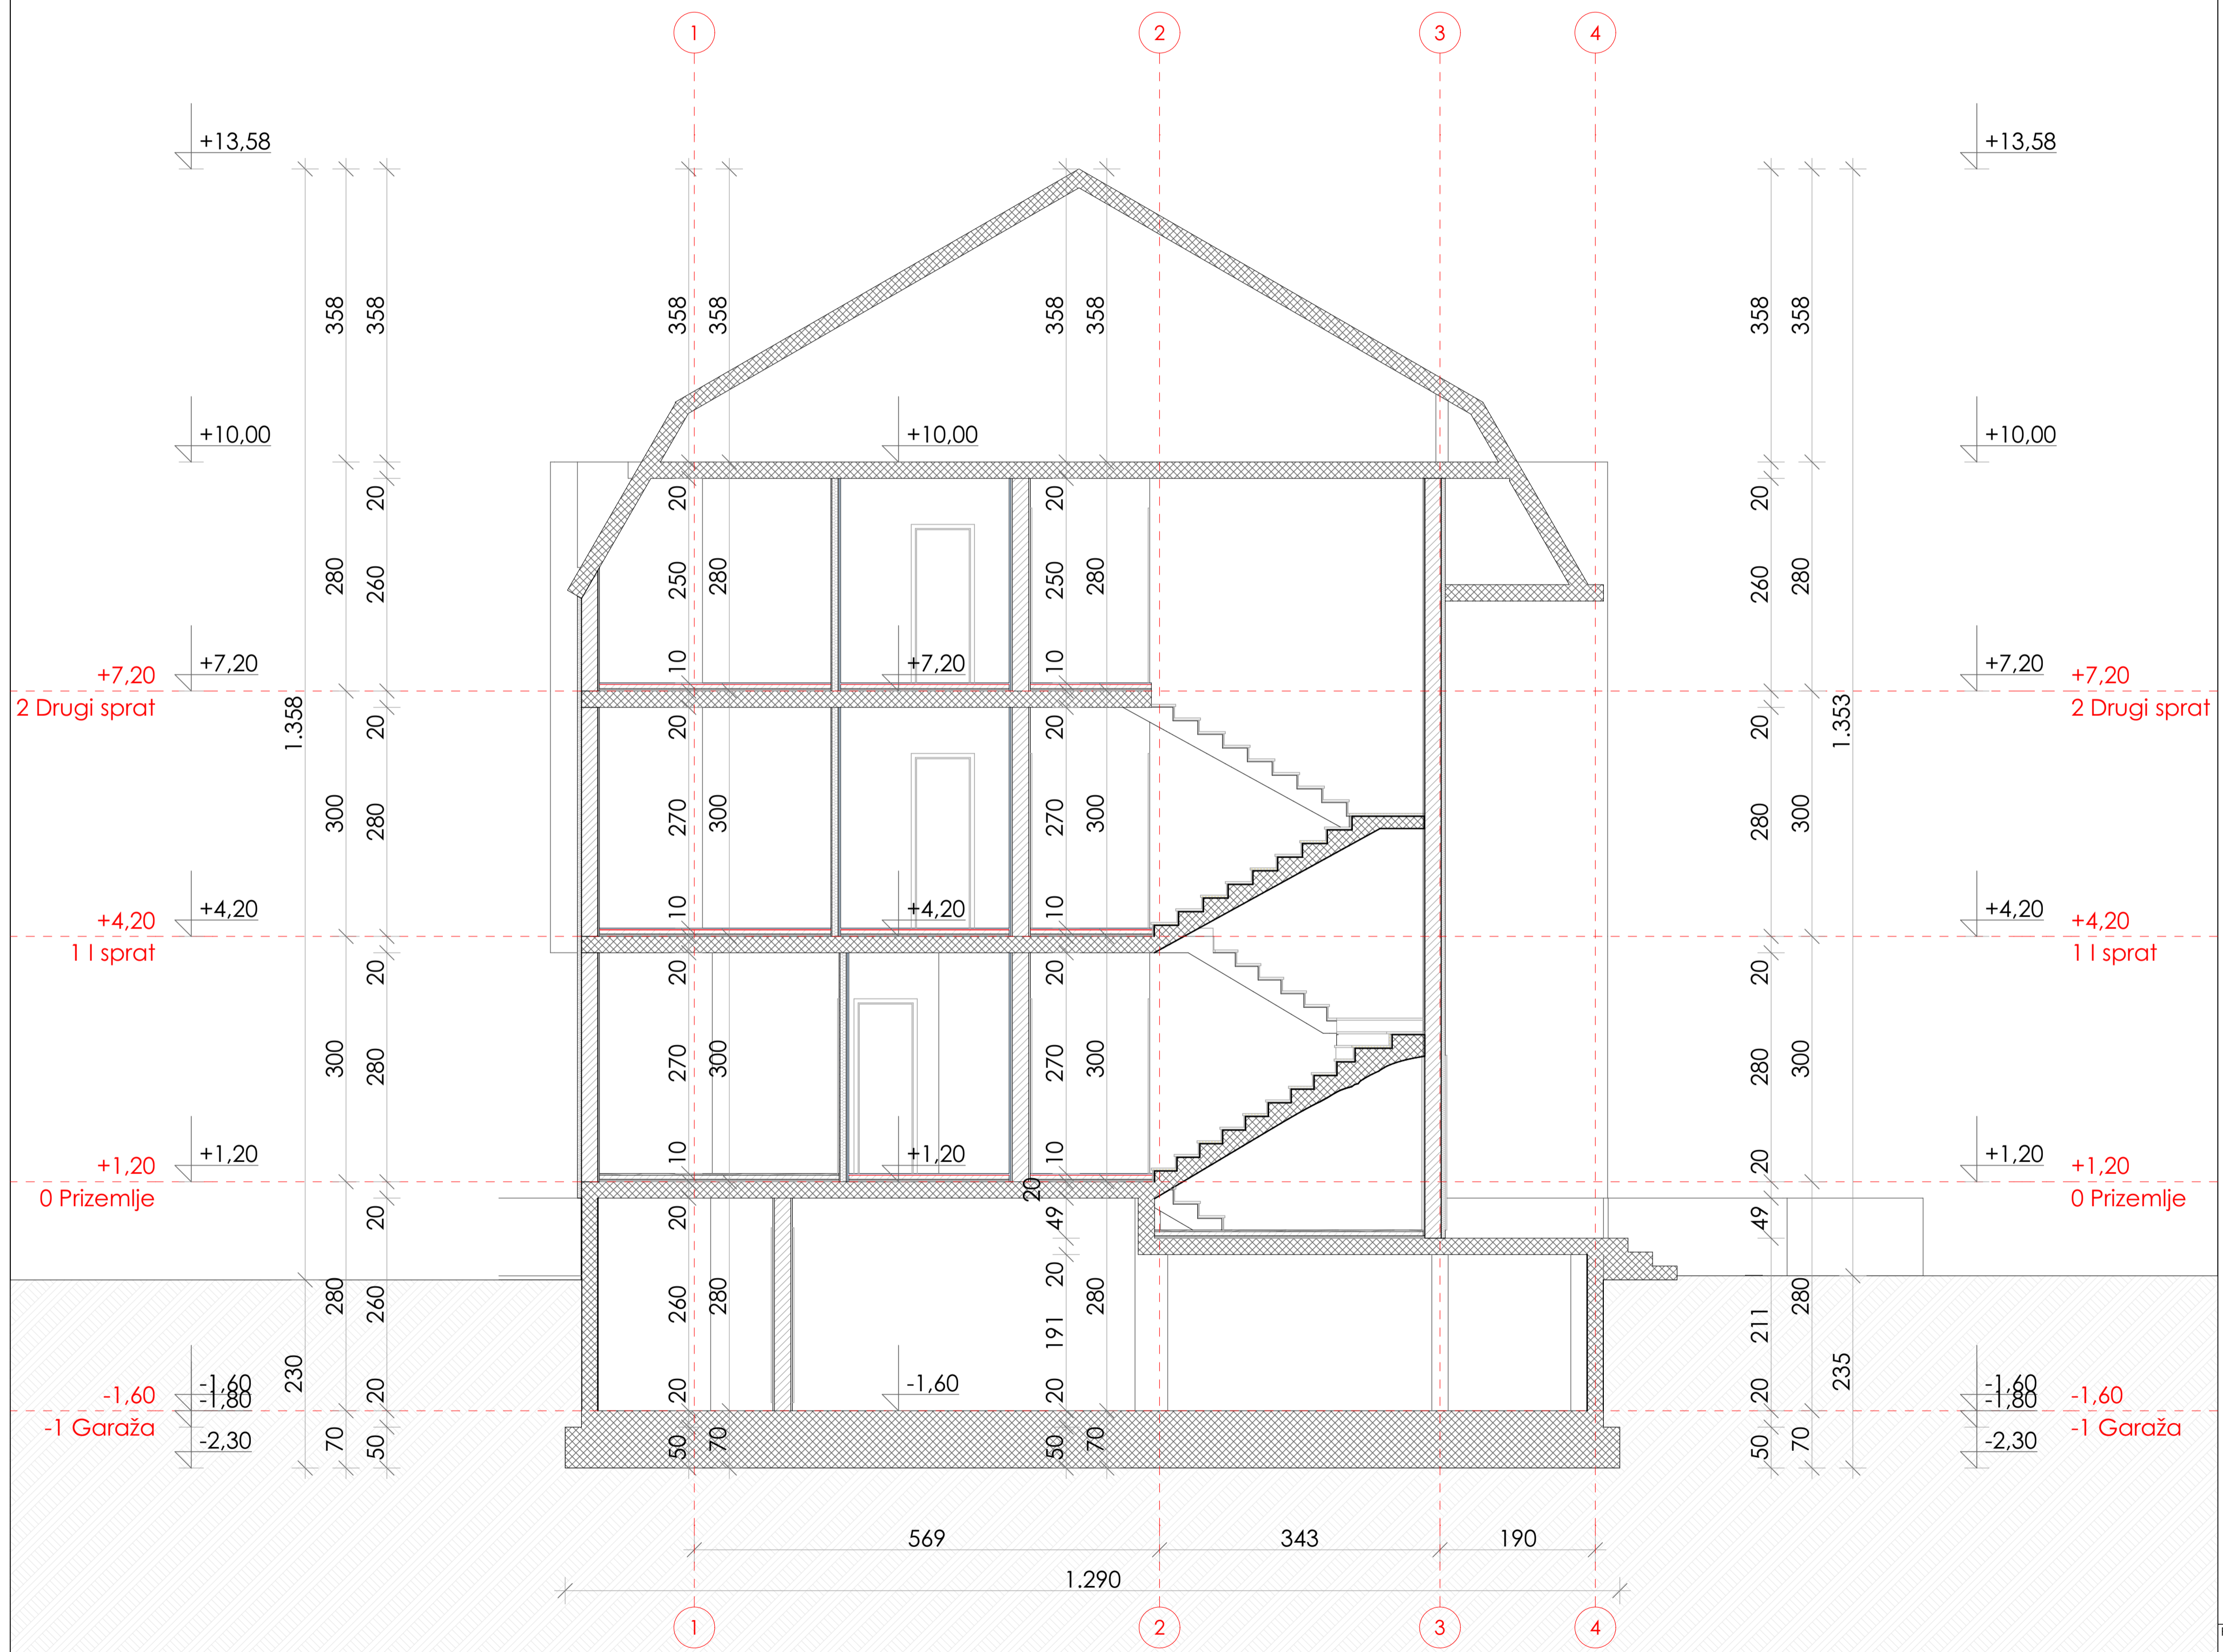 1 2 3 4
+13,58 +13,58
358 358 358 358 358 358 358 358
+10,00 +10,00 +10,00
20 20 20 20
280 260 250 280 250 280 260 280
10 10
+7,20 +7,20 +7,20 +7,20 +7,20
2 Drugi sprat 2 Drugi sprat
1.358 1.353
20 20 20 20
300 280 270 300 270 300 280 300
10 10
+4,20 +4,20 +4,20 +4,20 +4,20
1 I sprat 1 I sprat
20 20 20 20
300 280 270 300 270 300 280 300
10 10 20
+1,20 +1,20 +1,20 +1,20 +1,20
0 Prizemlje 0 Prizemlje
20 20 20 49 49
280 260 260 280 20 280 211 280
191
230 235
-1,60 -1,60 -1,60 -1,60 -1,60
-1,80 -1,80
20 20 20 20
-1 Garaža -1 Garaža
-2,30 -2,30
70 50 50 70 50 70 50 70
569 343 190
1.290
1 2 3 4